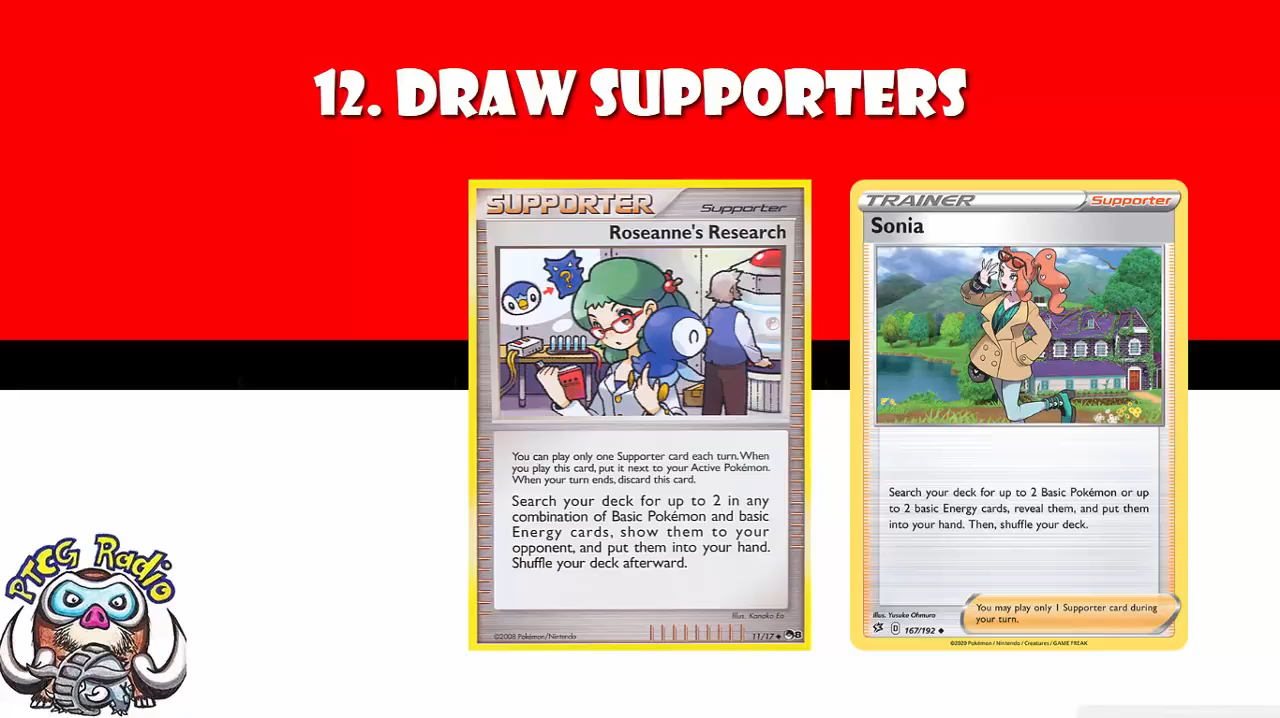 12. DRAW SUPPORTERS
SUPPORTER
Supporter
Roseanne's Research
You can play only one Supporter card each turn. When
you play this card, put it next to your Active Pokémon.
When your turn ends, discard this card.
Search your deck for up to 2 in any
combination of Basic Pokémon and basic
Energy cards, show them to your
opponent, and put them into your hand.
Shuffle your deck afterward.
Illus. Kanako Eo
©2008 Pokémon/Nintendo
11/17
8
TRAINER
Supporter
Sonia
Search your deck for up to 2 Basic Pokémon or up
to 2 basic Energy cards, reveal them, and put them
into your hand. Then, shuffle your deck.
Illus. Yusuke Ohmura
D
167/192
You may play only 1 Supporter card during
your turn.
©2020 Pokémon / Nintendo / Creatures / GAME FREAK
PTCG Radio